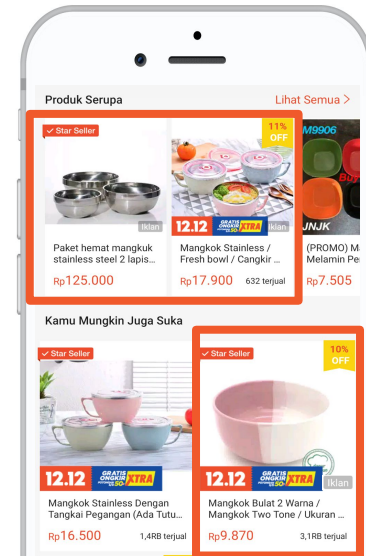 Produk Serupa
Lihat Semua >
Star Seller
Iklan
Paket hemat mangkuk
stainless steel 2 lapis...
Rp125.000
11%
OFF
12.12
GRATIS
ONGKIR
XTRA
Iklan
Mangkok Stainless /
Fresh bowl / Cangkir ...
Rp17.900
632 terjual
M9906
JNJK
(PROMO) Ma
Melamin Per
Rp7.505
Kamu Mungkin Juga Suka
Star Seller
12.12
GRATIS
ONGKIR
XTRA
Mangkok Stainless Dengan
Tangkai Pegangan (Ada Tutu...
Rp16.500
1,4RB terjual
Star Seller
10%
OFF
12.12
GRATIS
ONGKIR
XTRA
Iklan
Mangkok Bulat 2 Warna /
Mangkok Two Tone / Ukuran ...
Rp9.870
3,1RB terjual